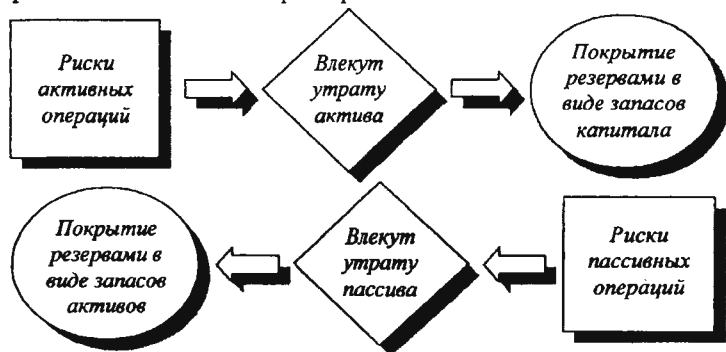 Риски
активных
операций
Влекут
утрату
актива
Покрытие
резервами в
виде запасов
капитала
Покрытие
резервами в
виде запасов
активов
Влекут
утрату
пассива
Риски
пассивных
операций